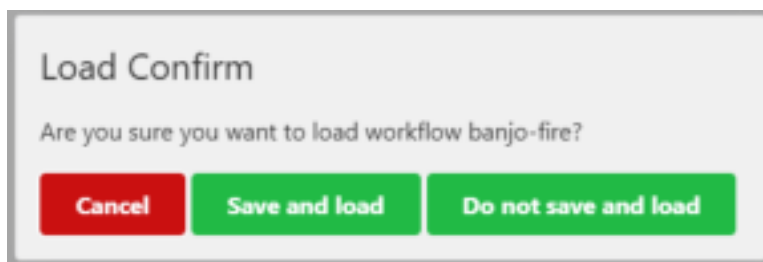 Load Confirm
Are you sure you want to load workflow banjo-fire?
Cancel Save and load Do not save and load